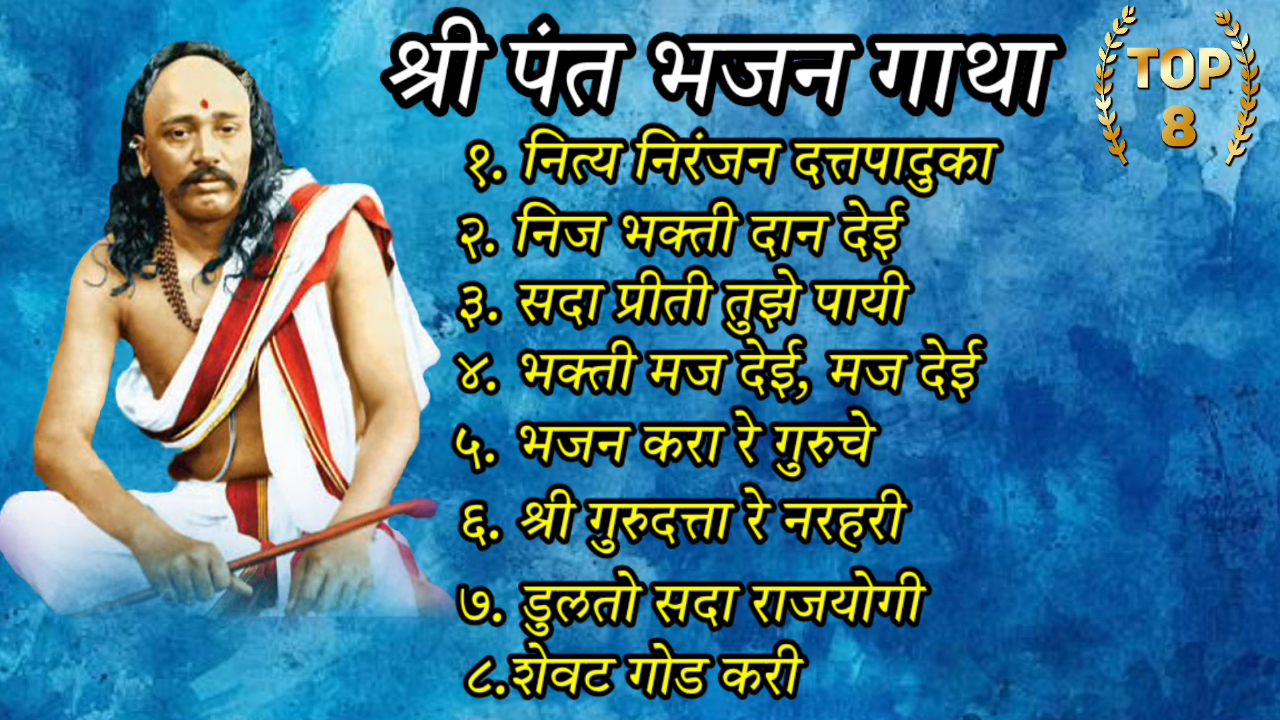 श्री पंत भजन गाथा
TOP
8
१. नित्य निरंजन दत्तपादुका
२. निज भक्ती दान देई
३. सदा प्रीती तुझे पायी
४. भक्ती मज देई, मज देई
५. भजन करा रे गुरुचे
६. श्री गुरुदत्ता रे नरहरी
७. डुलतो सदा राजयोगी
८.शेवट गोड करी